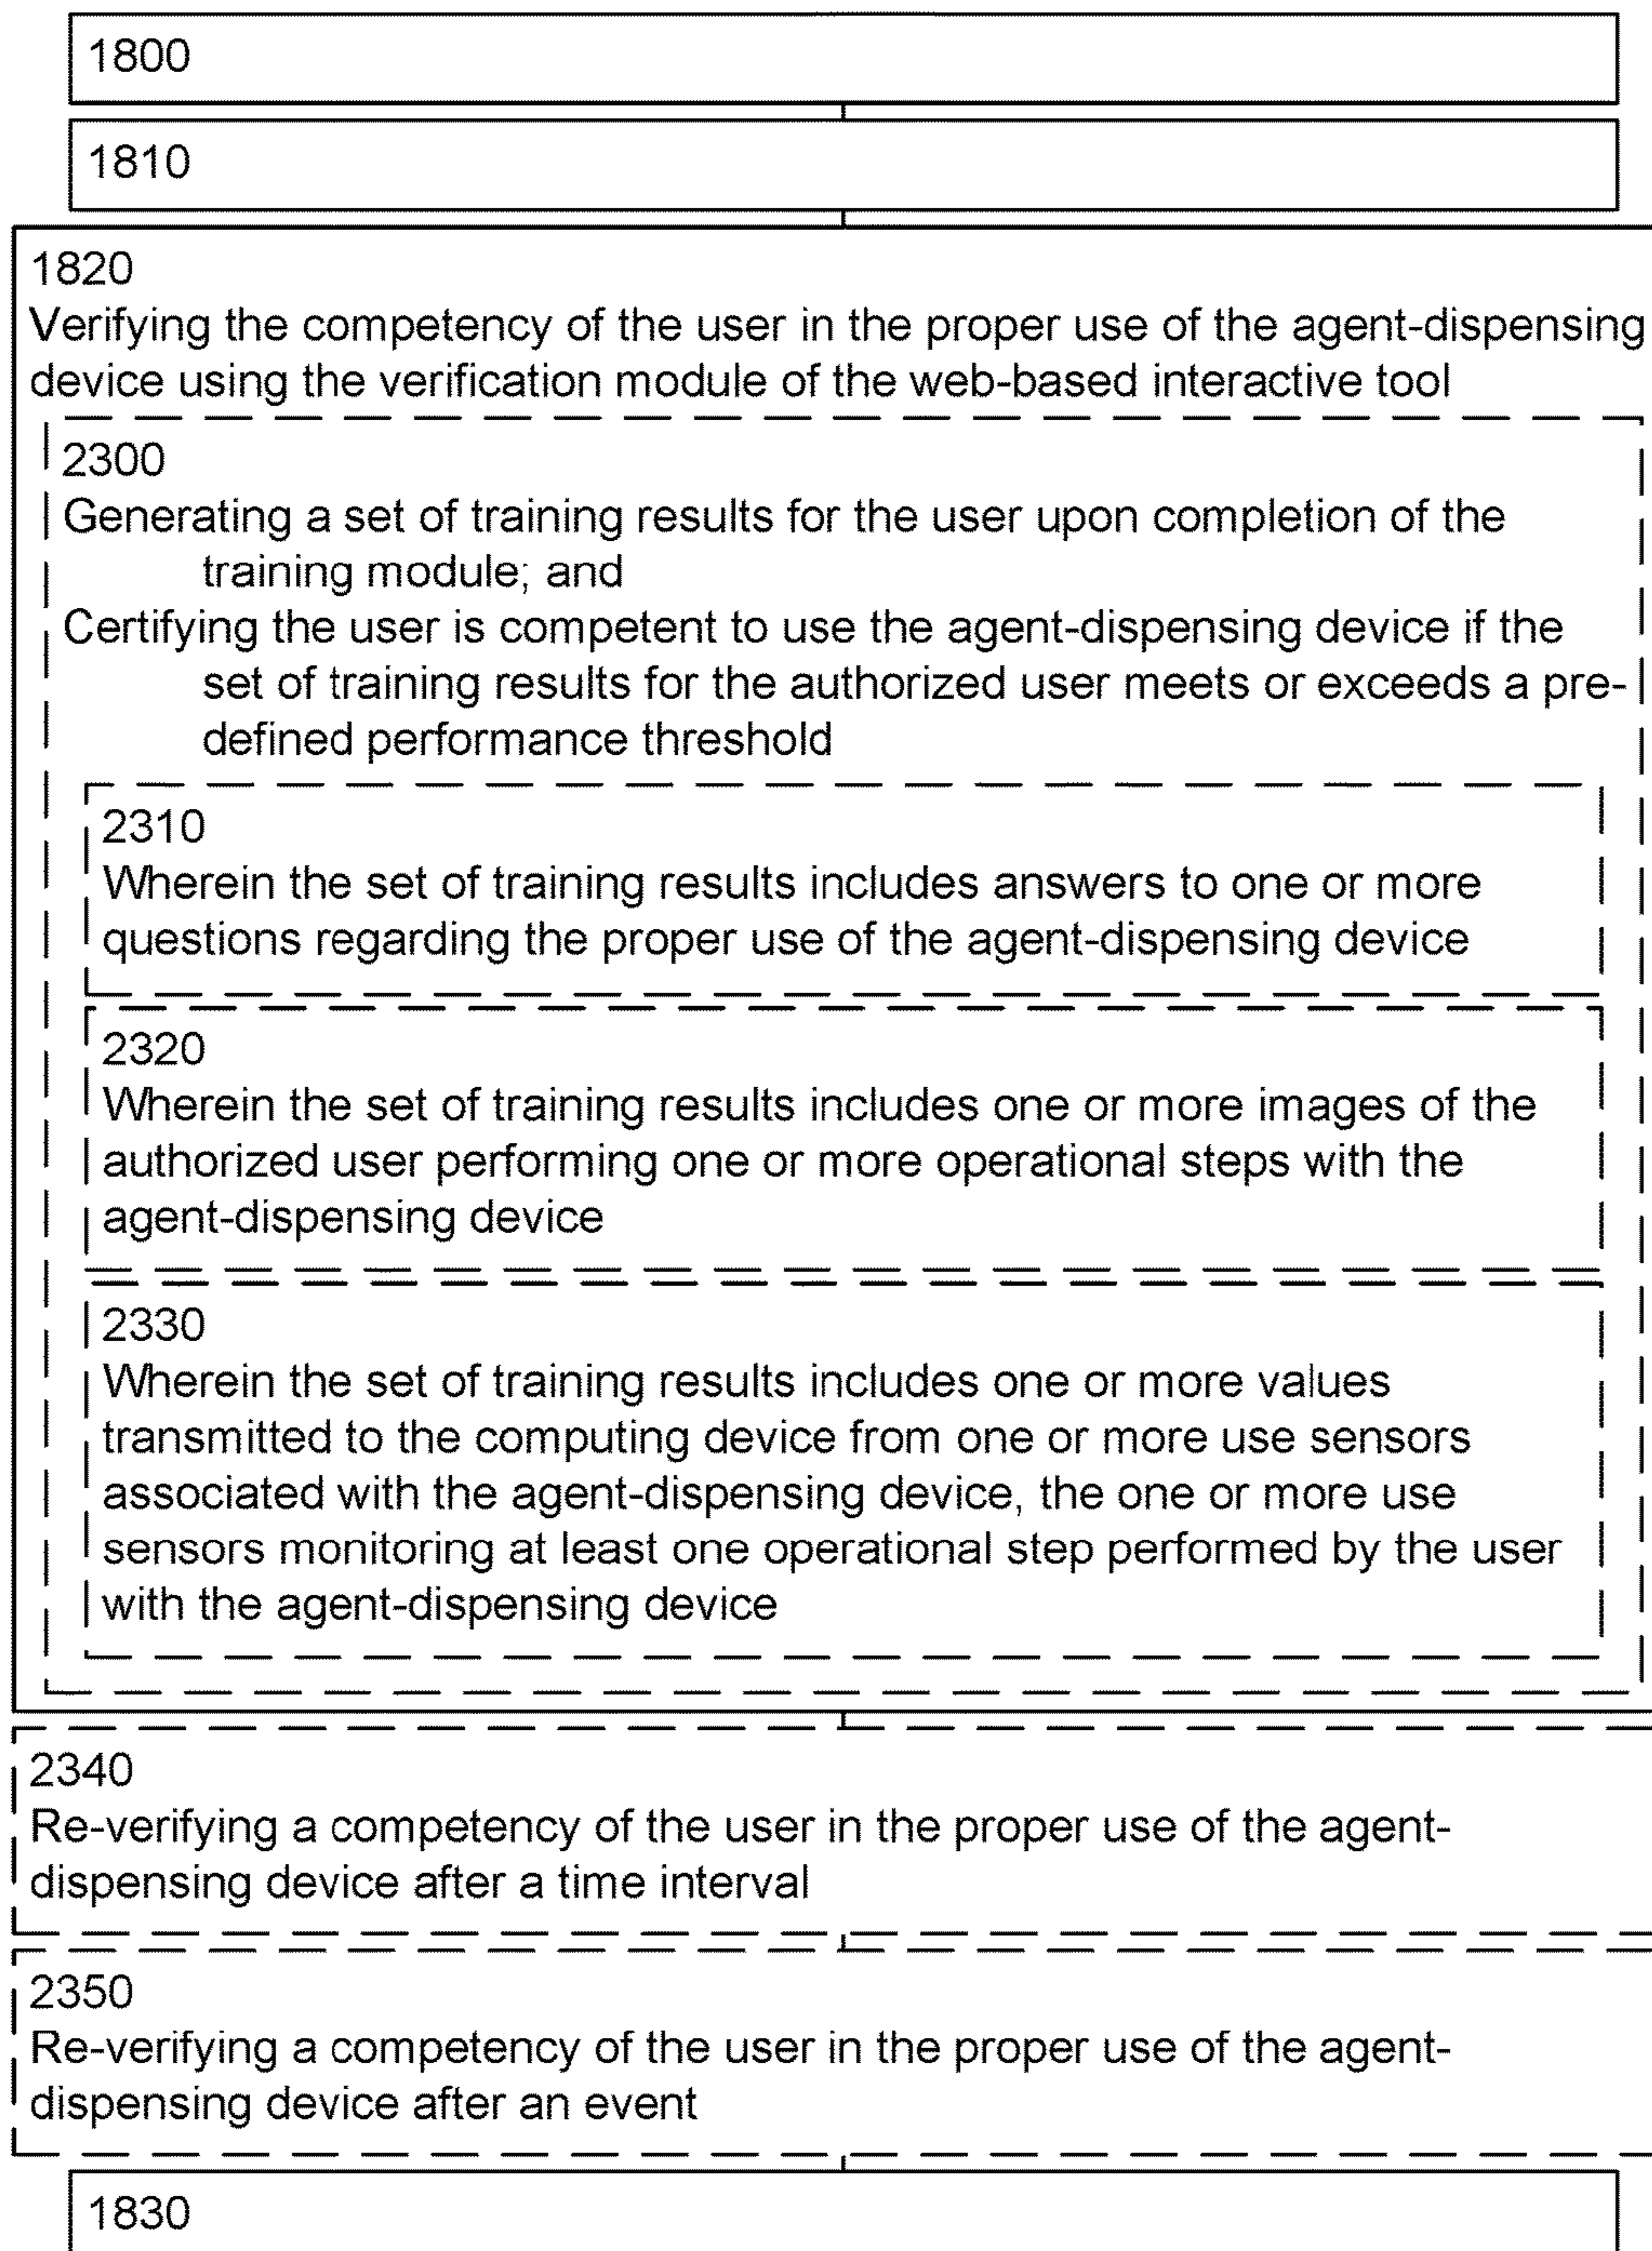 1800
1810
1820
Verifying the competency of the user in the proper use of the agent-dispensing
device using the verification module of the web-based interactive tool
2300
Generating a set of training results for the user upon completion of the
training module; and
Certifying the user is competent to use the agent-dispensing device if the
set of training results for the authorized user meets or exceeds a pre-
defined performance threshold
2310
Wherein the set of training results includes answers to one or more
questions regarding the proper use of the agent-dispensing device
2320
Wherein the set of training results includes one or more images of the
authorized user performing one or more operational steps with the
agent-dispensing device
2330
Wherein the set of training results includes one or more values
transmitted to the computing device from one or more use sensors
associated with the agent-dispensing device, the one or more use
sensors monitoring at least one operational step performed by the user
with the agent-dispensing device
2340
Re-verifying a competency of the user in the proper use of the agent-
dispensing device after a time interval
2350
Re-verifying a competency of the user in the proper use of the agent-
dispensing device after an event
1830